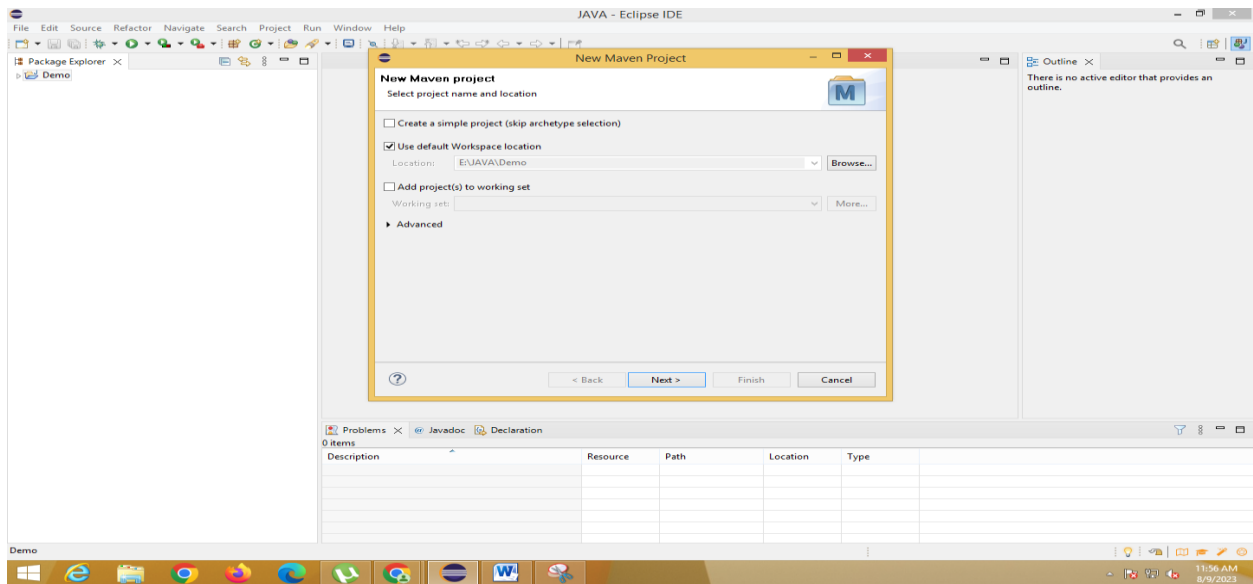 JAVA - Eclipse IDE
File Edit Source Refactor Navigate Search Project Run Window Help
Package Explorer
Demo
New Maven Project
New Maven project
Select project name and location
M
Create a simple project (skip archetype selection)
Use default Workspace location
Location: E:\JAVA\Demo Browse...
Add project(s) to working set
Working set: More...
Advanced
< Back Next > Finish Cancel
Outline
There is no active editor that provides an
outline.
Problems @ Javadoc Declaration
0 items
Description Resource Path Location Type
Demo
11:56 AM
8/9/2023